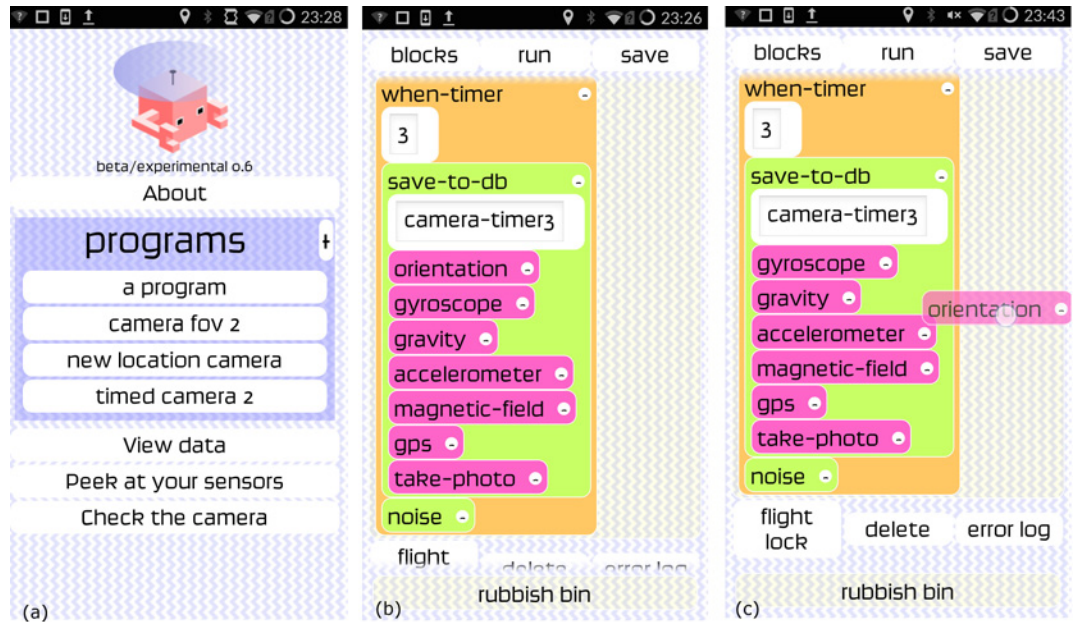 23:28
beta/experimental 0.6
About
programs
a program
camera fov 2
new location camera
timed camera 2
View data
Peek at your sensors
Check the camera
(a)
23:26
blocks run save
when-timer
3
save-to-db
camera-timer3
orientation
gyroscope
gravity
accelerometer
magnetic-field
gps
take-photo
noise
flight
delete error log
rubbish bin
(b)
23:43
blocks run save
when-timer
3
save-to-db
camera-timer3
gyroscope
gravity
orientation
accelerometer
magnetic-field
gps
take-photo
noise
flight
lock
delete error log
rubbish bin
(c)